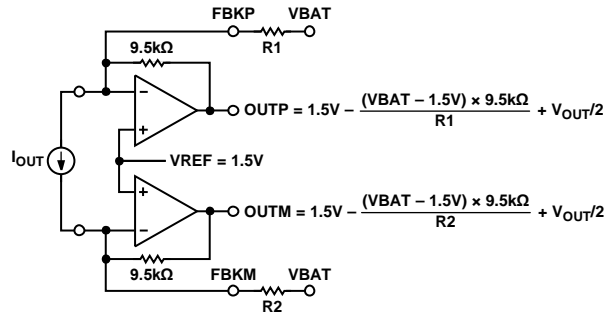 FBKP VBAT
R1
9.5kΩ
OUTP = 1.5V – (VBAT – 1.5V) × 9.5kΩ / R1 + VOUT/2
IOUT
VREF = 1.5V
OUTM = 1.5V – (VBAT – 1.5V) × 9.5kΩ / R2 + VOUT/2
9.5kΩ
FBKM VBAT
R2